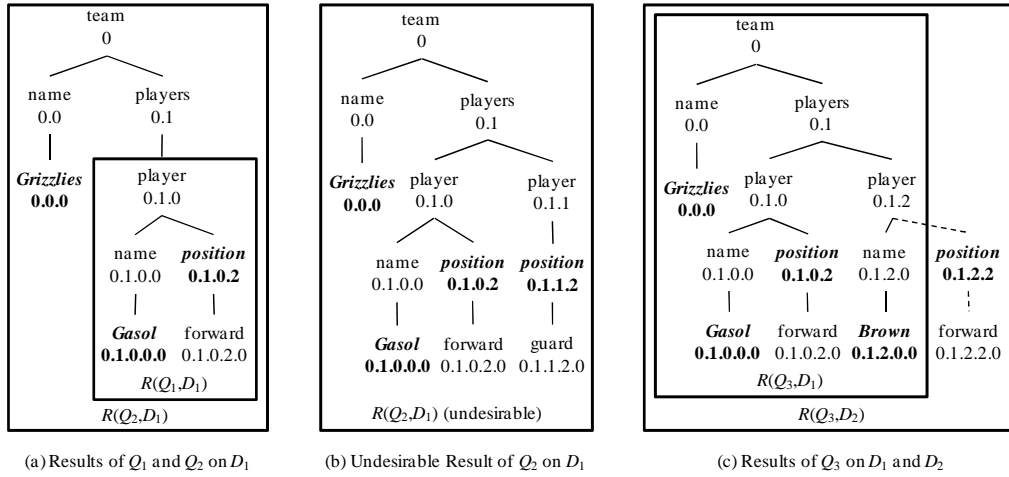 team
0
name
players
0.0
0.1
Grizzlies
0.0.0
player
0.1.0
name
position
0.1.0.0
0.1.0.2
Gasol
forward
0.1.0.0.0
0.1.0.2.0
R(Q1,D1)
R(Q2,D1)
(a) Results of Q1 and Q2 on D1
team
0
name
players
0.0
0.1
Grizzlies
0.0.0
player
player
0.1.0
0.1.1
name
position
position
0.1.0.0
0.1.0.2
0.1.1.2
Gasol
forward
guard
0.1.0.0.0
0.1.0.2.0
0.1.1.2.0
R(Q2,D1) (undesirable)
(b) Undesirable Result of Q2 on D1
team
0
name
players
0.0
0.1
Grizzlies
0.0.0
player
player
0.1.0
0.1.2
name
position
name
position
0.1.0.0
0.1.0.2
0.1.2.0
0.1.2.2
Gasol
forward
Brown
forward
0.1.0.0.0
0.1.0.2.0
0.1.2.0.0
0.1.2.2.0
R(Q3,D1)
R(Q3,D2)
(c) Results of Q3 on D1 and D2